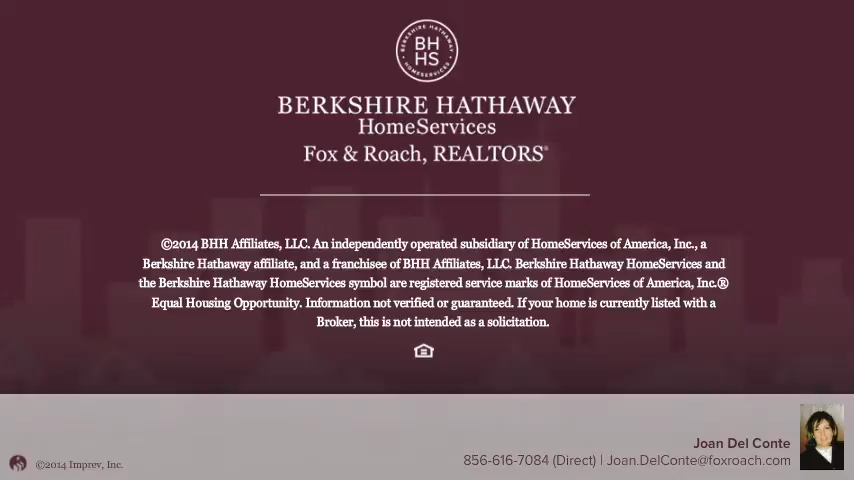 BERKSHIRE HATHAWAY
BH
HS
HOMESERVICES
BERKSHIRE HATHAWAY
HomeServices
Fox & Roach, REALTORS®
©2014 BHH Affiliates, LLC. An independently operated subsidiary of HomeServices of America, Inc., a
Berkshire Hathaway affiliate, and a franchisee of BHH Affiliates, LLC. Berkshire Hathaway HomeServices and
the Berkshire Hathaway HomeServices symbol are registered service marks of HomeServices of America, Inc.®
Equal Housing Opportunity. Information not verified or guaranteed. If your home is currently listed with a
Broker, this is not intended as a solicitation.
Joan Del Conte
856-616-7084 (Direct) | Joan.DelConte@foxroach.com
©2014 Imprev, Inc.